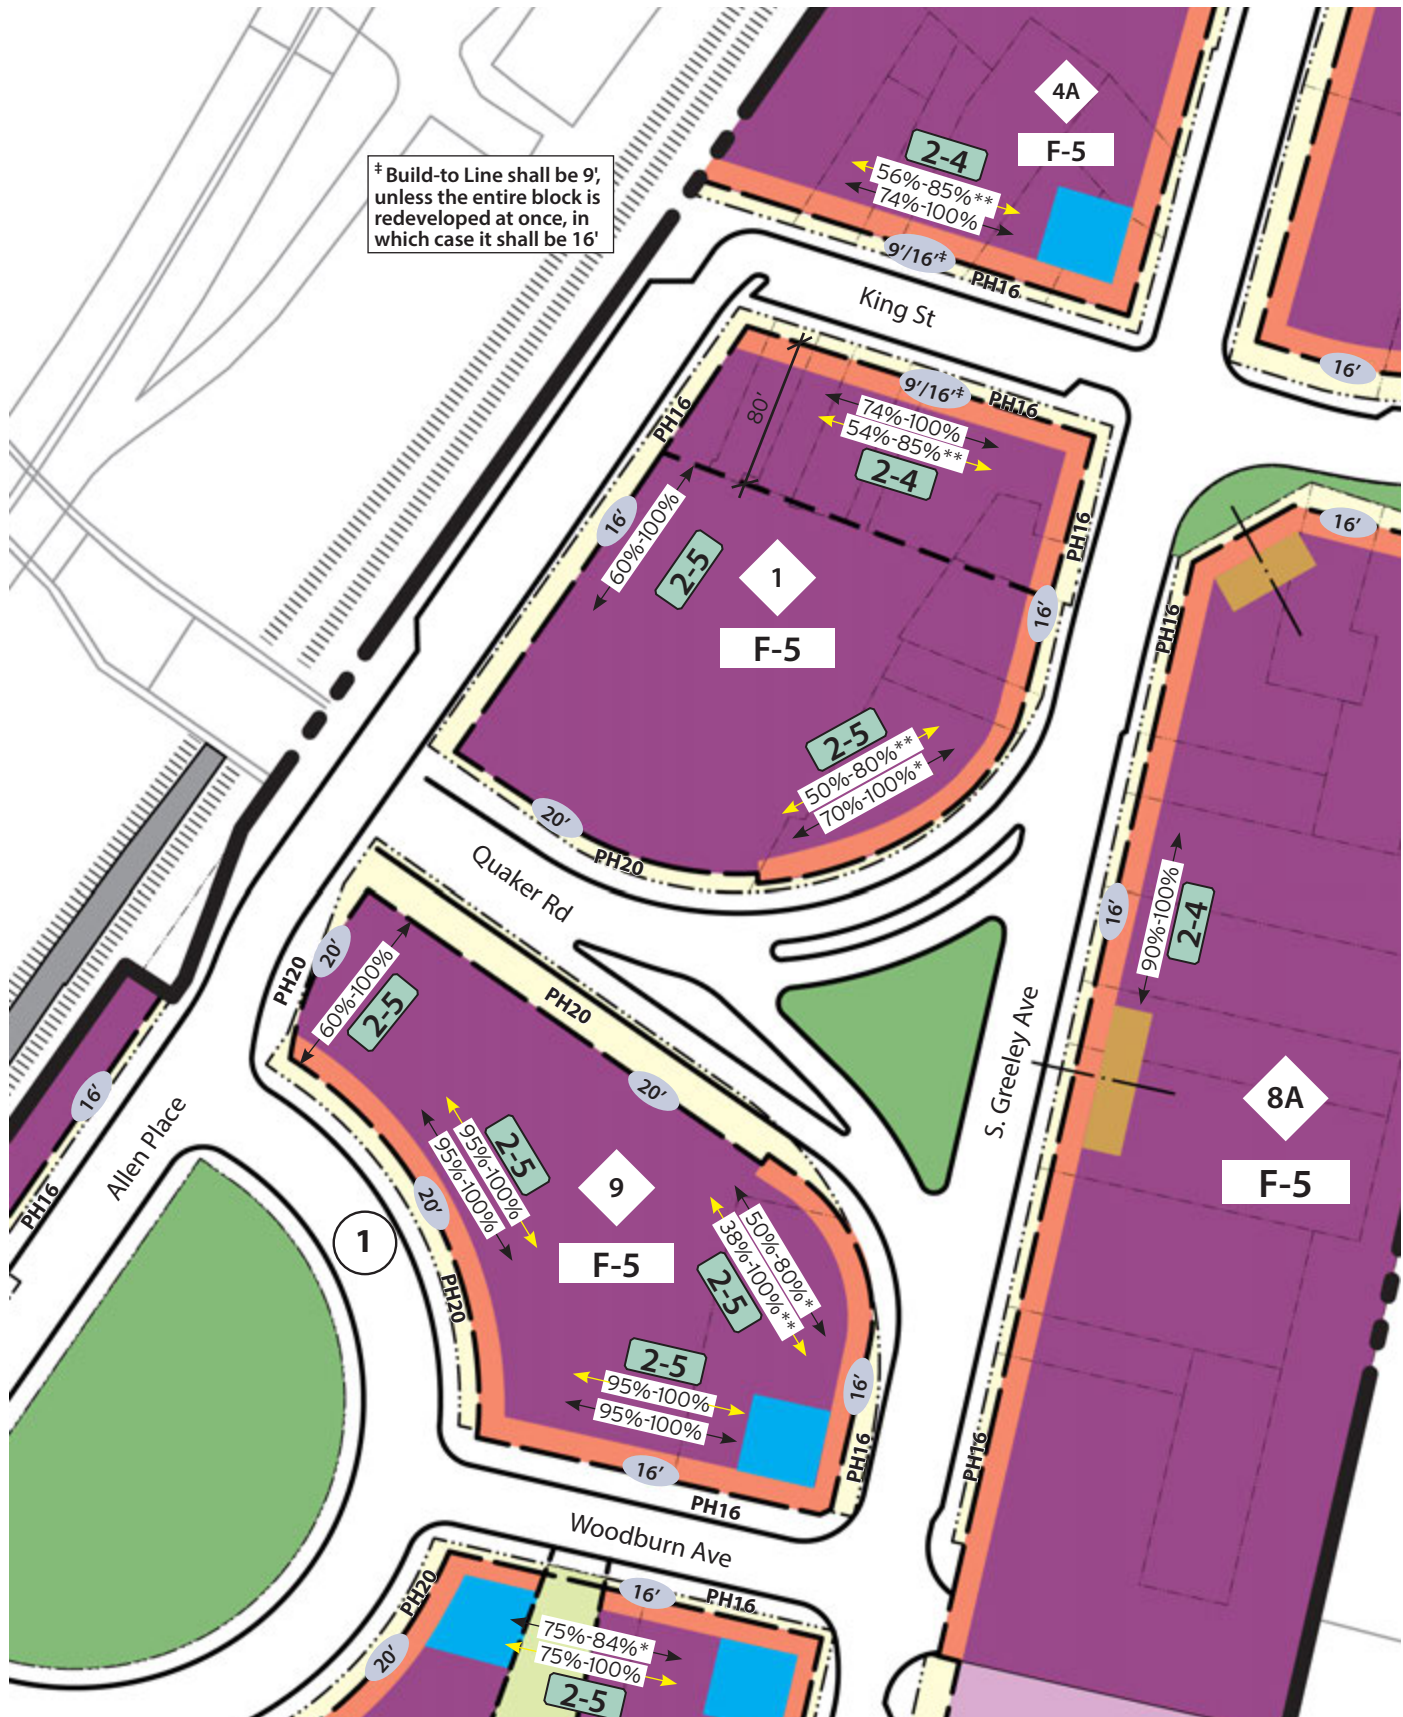 4A
F-5
2-4
56%-85%**
74%-100%
9'/16'‡
PH16
‡ Build-to Line shall be 9',
unless the entire block is
redeveloped at once, in
which case it shall be 16'
King St
16'
9'/16'‡
PH16
74%-100%
54%-85%**
2-4
80'
PH16
16'
60%-100%
2-5
1
F-5
PH16
16'
16'
PH16
2-5
50%-80%**
70%-100%*
20'
PH20
Quaker Rd
90%-100%
2-4
16'
PH20
20'
60%-100%
2-5
PH20
20'
S. Greeley Ave
8A
F-5
16'
PH16
Allen Place
1
2-5
95%-100%
95%-100%
20'
PH20
9
F-5
50%-80%*
38%-100%**
2-5
2-5
95%-100%
95%-100%
16'
PH16
16'
PH16
PH16
Woodburn Ave
PH20
20'
16'
PH16
75%-84%*
75%-100%
2-5